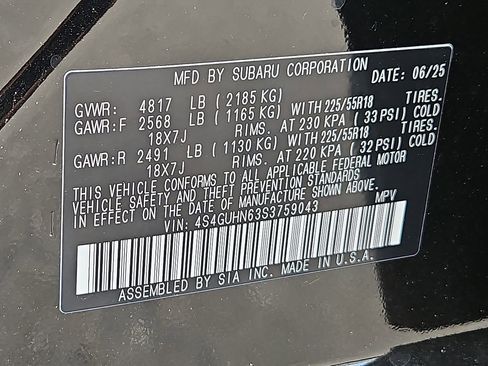 MFD BY SUBARU CORPORATION DATE: 06/25
GVWR: 4817 LB ( 2185 KG)
GAWR:F 2568 LB ( 1165 KG) WITH 225/55R18 TIRES.
18X7J RIMS. AT 230 KPA ( 33 PSI) COLD
GAWR:R 2491 LB ( 1130 KG) WITH 225/55R18 TIRES.
18X7J RIMS. AT 220 KPA ( 32 PSI) COLD
THIS VEHICLE CONFORMS TO ALL APPLICABLE FEDERAL MOTOR
VEHICLE SAFETY AND THEFT PREVENTION STANDARDS
IN EFFECT ON THE DATE OF MANUFACTURE SHOWN ABOVE.
VIN: 4S4GUHN63S3759043 MPV
ASSEMBLED BY SIA INC. MADE IN U.S.A.